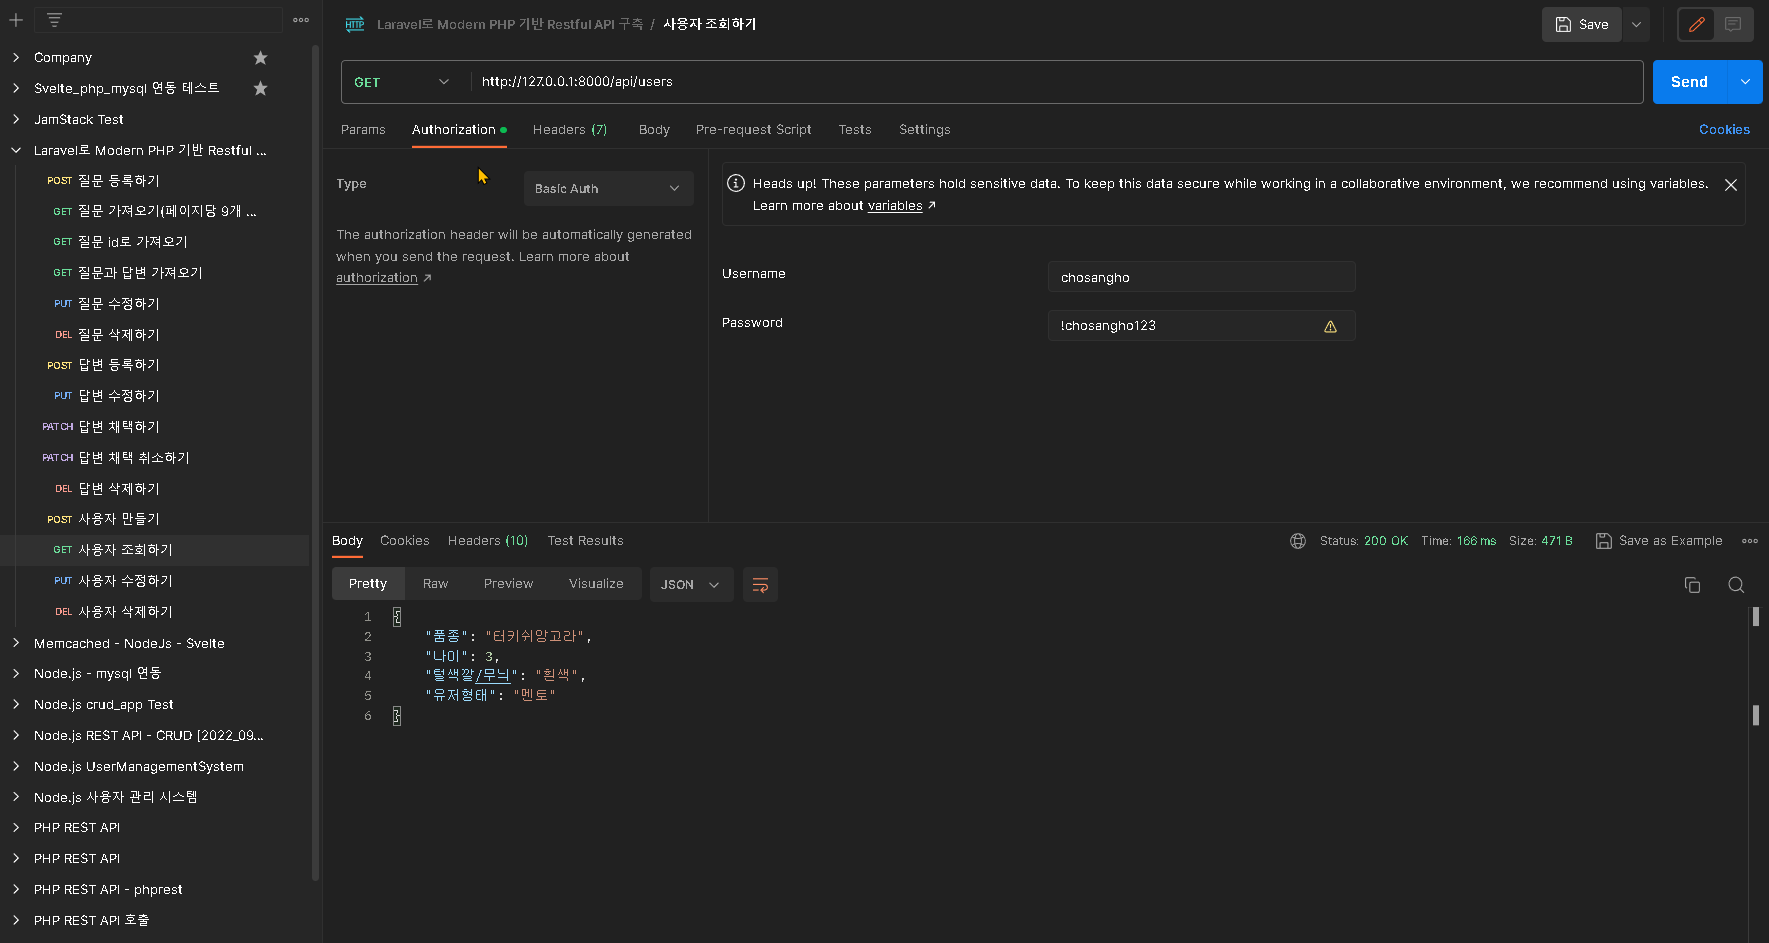 Company
Svelte_php_mysql 연동 테스트
JamStack Test
Laravel로 Modern PHP 기반 Restful ...
POST 질문 등록하기
GET 질문 가져오기(페이지당 9개 ...
GET 질문 id로 가져오기
GET 질문과 답변 가져오기
PUT 질문 수정하기
DEL 질문 삭제하기
POST 답변 등록하기
PUT 답변 수정하기
PATCH 답변 채택하기
PATCH 답변 채택 취소하기
DEL 답변 삭제하기
POST 사용자 만들기
GET 사용자 조회하기
PUT 사용자 수정하기
DEL 사용자 삭제하기
Memcached - NodeJs - Svelte
Node.js - mysql 연동
Node.js crud_app Test
Node.js REST API - CRUD [2022_09...
Node.js UserManagementSystem
Node.js 사용자 관리 시스템
PHP REST API
PHP REST API
PHP REST API - phprest
PHP REST API 호출
HTTP Laravel로 Modern PHP 기반 Restful API 구축 / 사용자 조회하기
Save
GET http://127.0.0.1:8000/api/users
Send
Params Authorization Headers (7) Body Pre-request Script Tests Settings
Cookies
Type Basic Auth
The authorization header will be automatically generated
when you send the request. Learn more about
authorization ↗
Heads up! These parameters hold sensitive data. To keep this data secure while working in a collaborative environment, we recommend using variables.
Learn more about variables ↗
Username chosangho
Password !chosangho123
Body Cookies Headers (10) Test Results
Status: 200 OK Time: 166 ms Size: 471 B Save as Example
Pretty Raw Preview Visualize JSON
1 {
2 "품종": "터키쉬앙고라",
3 "나이": 3,
4 "털색깔/무늬": "흰색",
5 "유저형태": "멘토"
6 }